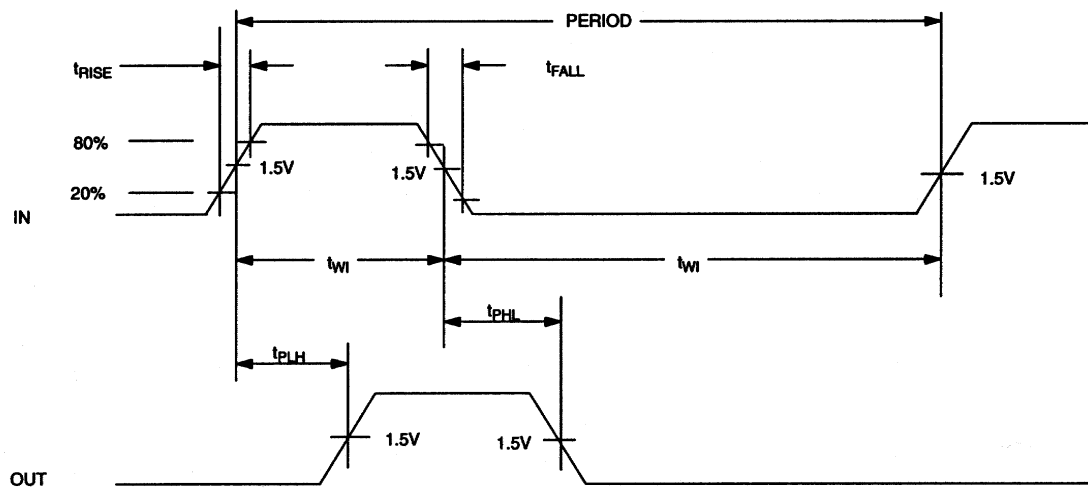 PERIOD
tRISE
tFALL
80%
1.5V
1.5V
1.5V
20%
IN
tWI
tWI
tPHL
tPLH
1.5V
1.5V
OUT